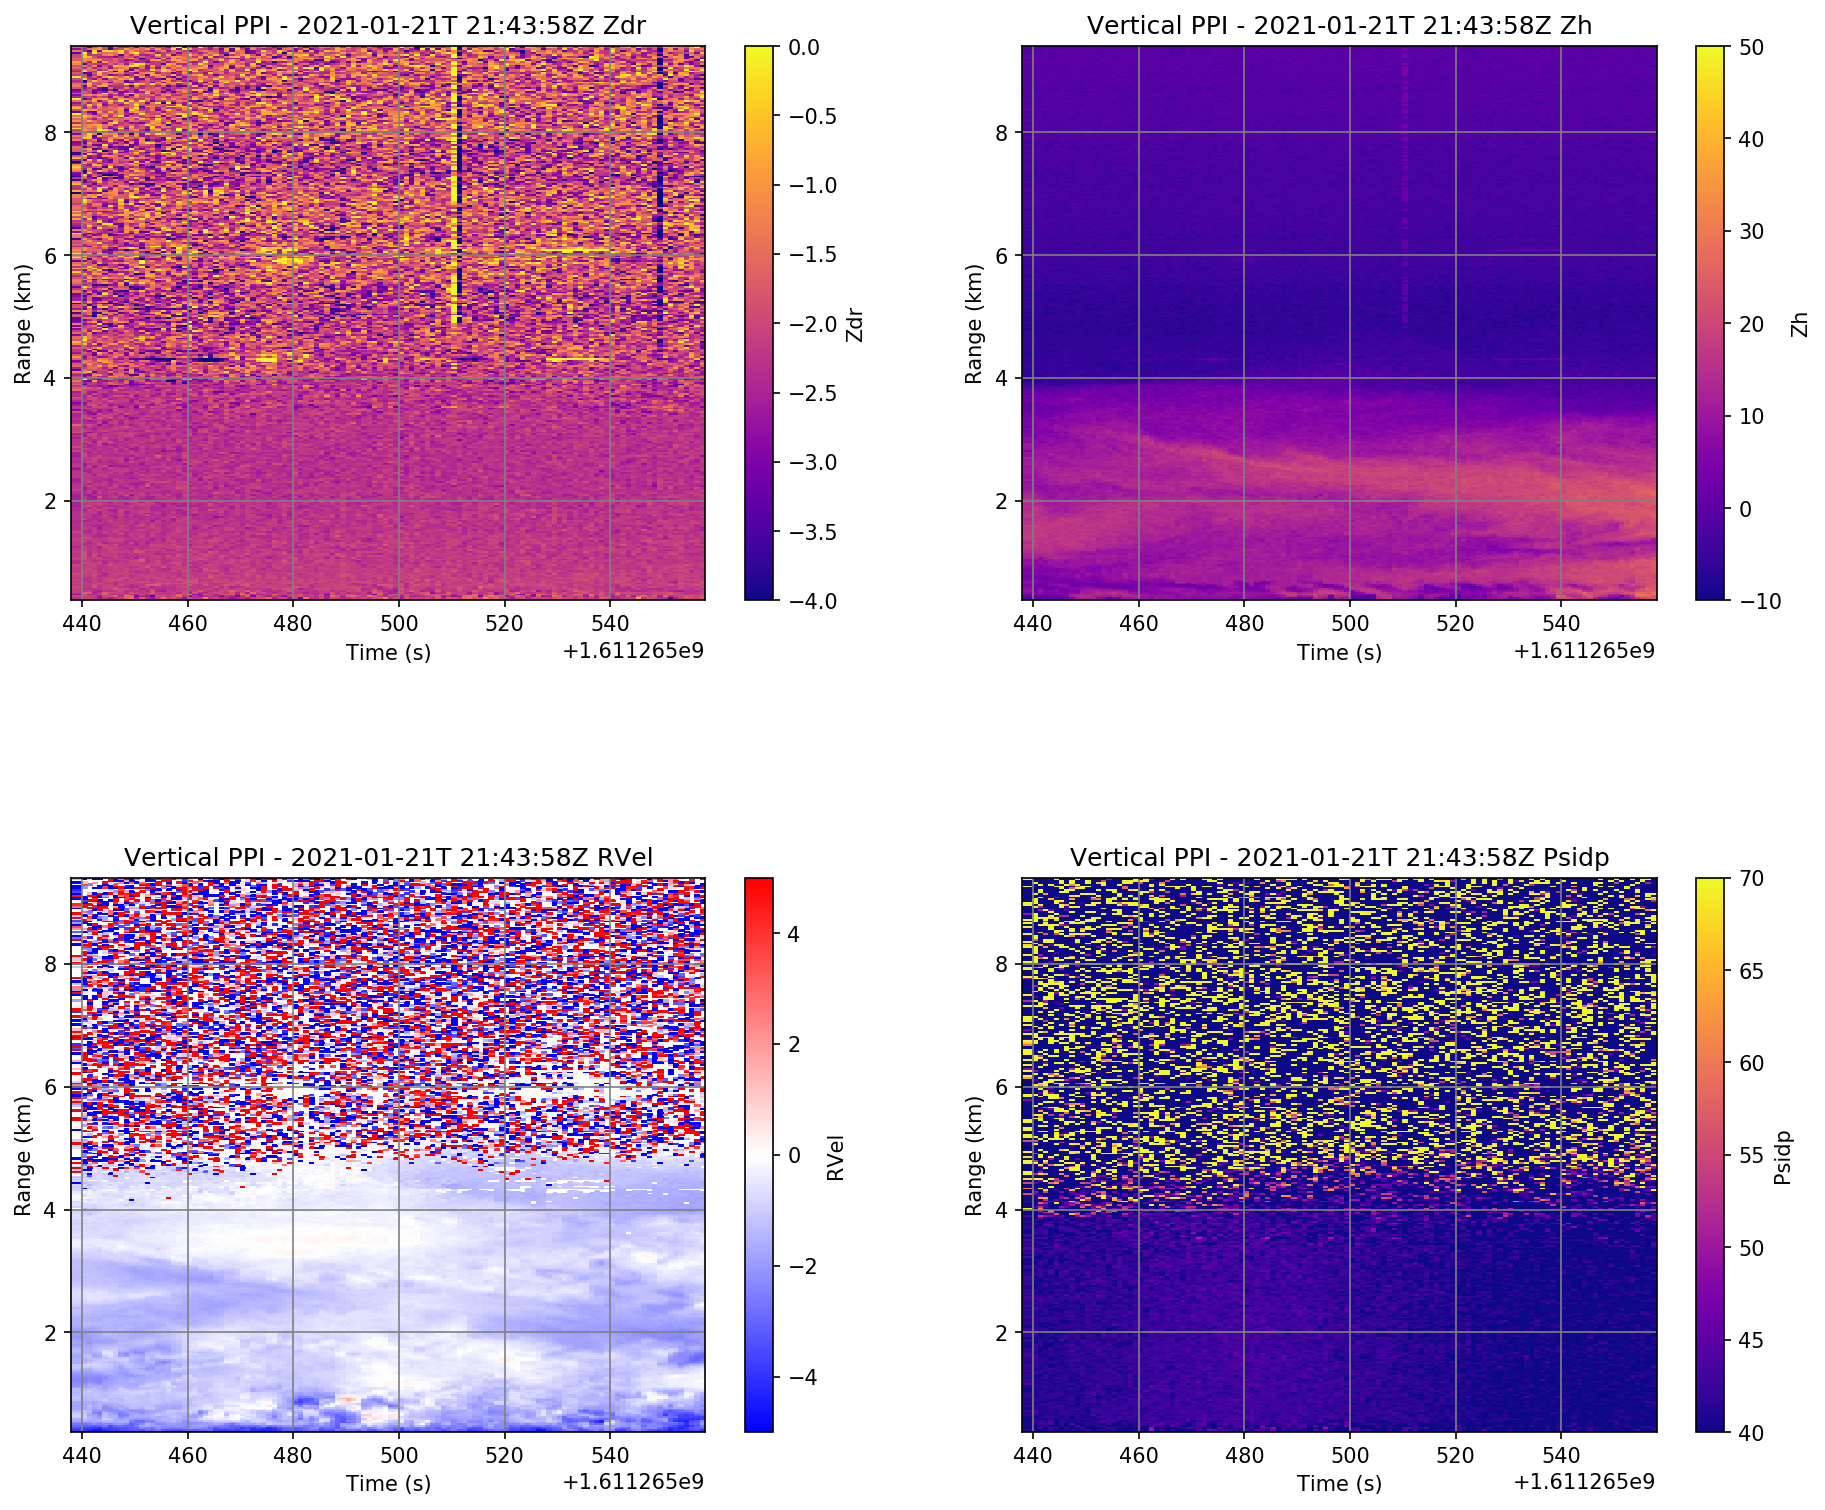 Vertical PPI - 2021-01-21T 21:43:58Z Zdr
Range (km)
8
6
4
2
440 460 480 500 520 540
Time (s)
+1.611265e9
0.0
−0.5
−1.0
−1.5
−2.0
−2.5
−3.0
−3.5
−4.0
Zdr
Vertical PPI - 2021-01-21T 21:43:58Z Zh
Range (km)
8
6
4
2
440 460 480 500 520 540
Time (s)
+1.611265e9
50
40
30
20
10
0
−10
Zh
Vertical PPI - 2021-01-21T 21:43:58Z RVel
Range (km)
8
6
4
2
440 460 480 500 520 540
Time (s)
+1.611265e9
4
2
0
−2
−4
RVel
Vertical PPI - 2021-01-21T 21:43:58Z Psidp
Range (km)
8
6
4
2
440 460 480 500 520 540
Time (s)
+1.611265e9
70
65
60
55
50
45
40
Psidp